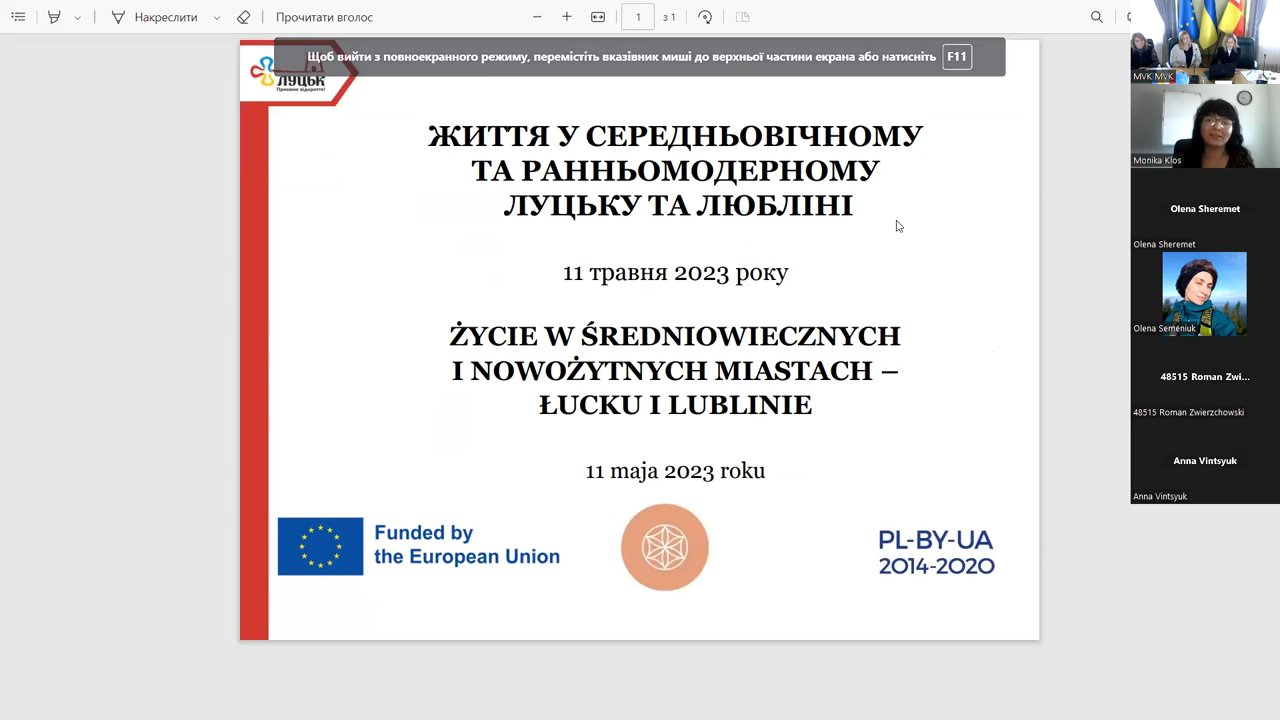 Накреслити
Прочитати вголос
1
з 1
Щоб вийти з повноекранного режиму, перемістіть вказівник миші до верхньої частини екрана або натисніть F11
ЛУЦЬК
ЖИТТЯ У СЕРЕДНЬОВІЧНОМУ
ТА РАННЬОМОДЕРНОМУ
ЛУЦЬКУ ТА ЛЮБЛІНІ
11 травня 2023 року
ŻYCIE W ŚREDNIOWIECZNYCH
I NOWOŻYTNYCH MIASTACH –
ŁUCKU I LUBLINIE
11 maja 2023 roku
Funded by
the European Union
PL-BY-UA
2014-2020
MVK MVK
Monika Klos
Olena Sheremet
Olena Sheremet
Olena Semeniuk
48515 Roman Zwi...
48515 Roman Zwierzchowski
Anna Vintsyuk
Anna Vintsyuk